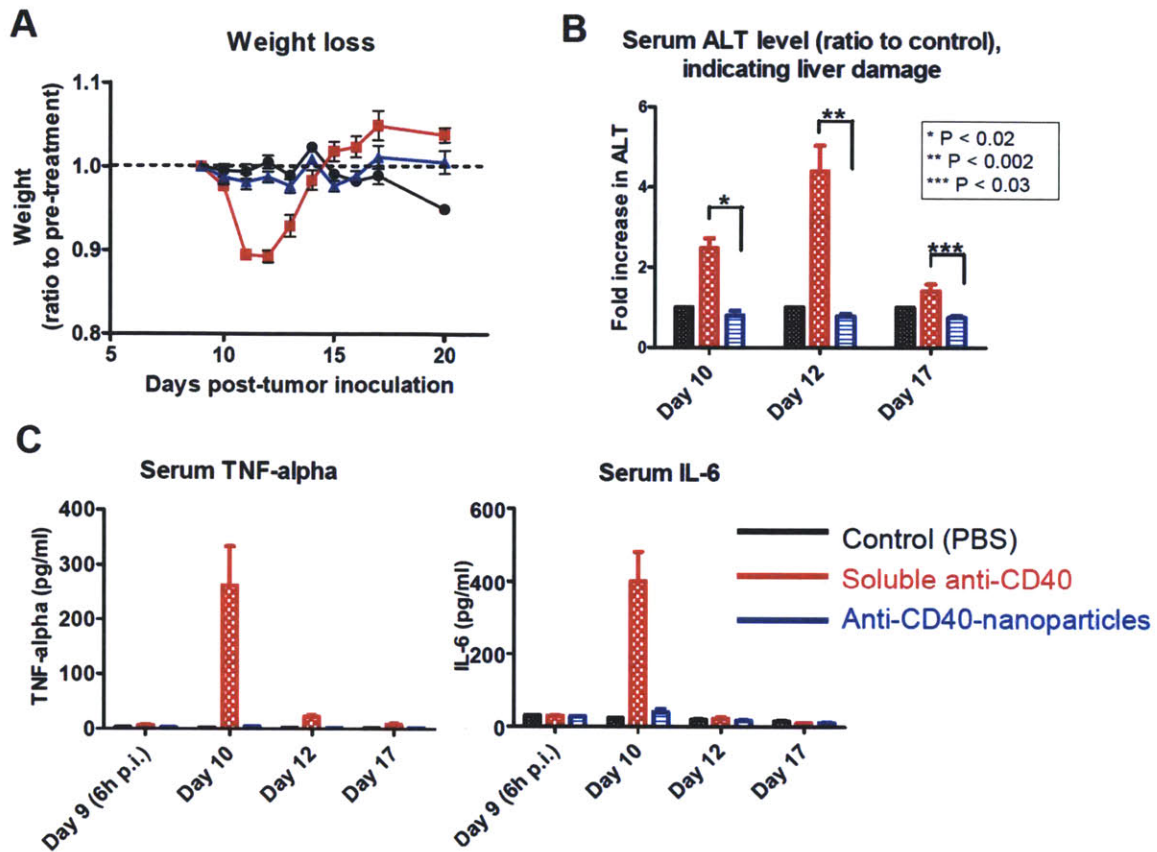 A
Weight loss
Weight
(ratio to pre-treatment)
1.1
1.0
0.9
0.8
5
10
15
20
Days post-tumor inoculation
B
Serum ALT level (ratio to control),
indicating liver damage
Fold increase in ALT
6
4
2
0
*
**
***
* P < 0.02
** P < 0.002
*** P < 0.03
Day 10
Day 12
Day 17
C
Serum TNF-alpha
TNF-alpha (pg/ml)
400
300
200
100
0
Day 9 (6h p.i.)
Day 10
Day 12
Day 17
Serum IL-6
IL-6 (pg/ml)
600
400
200
0
Day 9 (6h p.i.)
Day 10
Day 12
Day 17
Control (PBS)
Soluble anti-CD40
Anti-CD40-nanoparticles